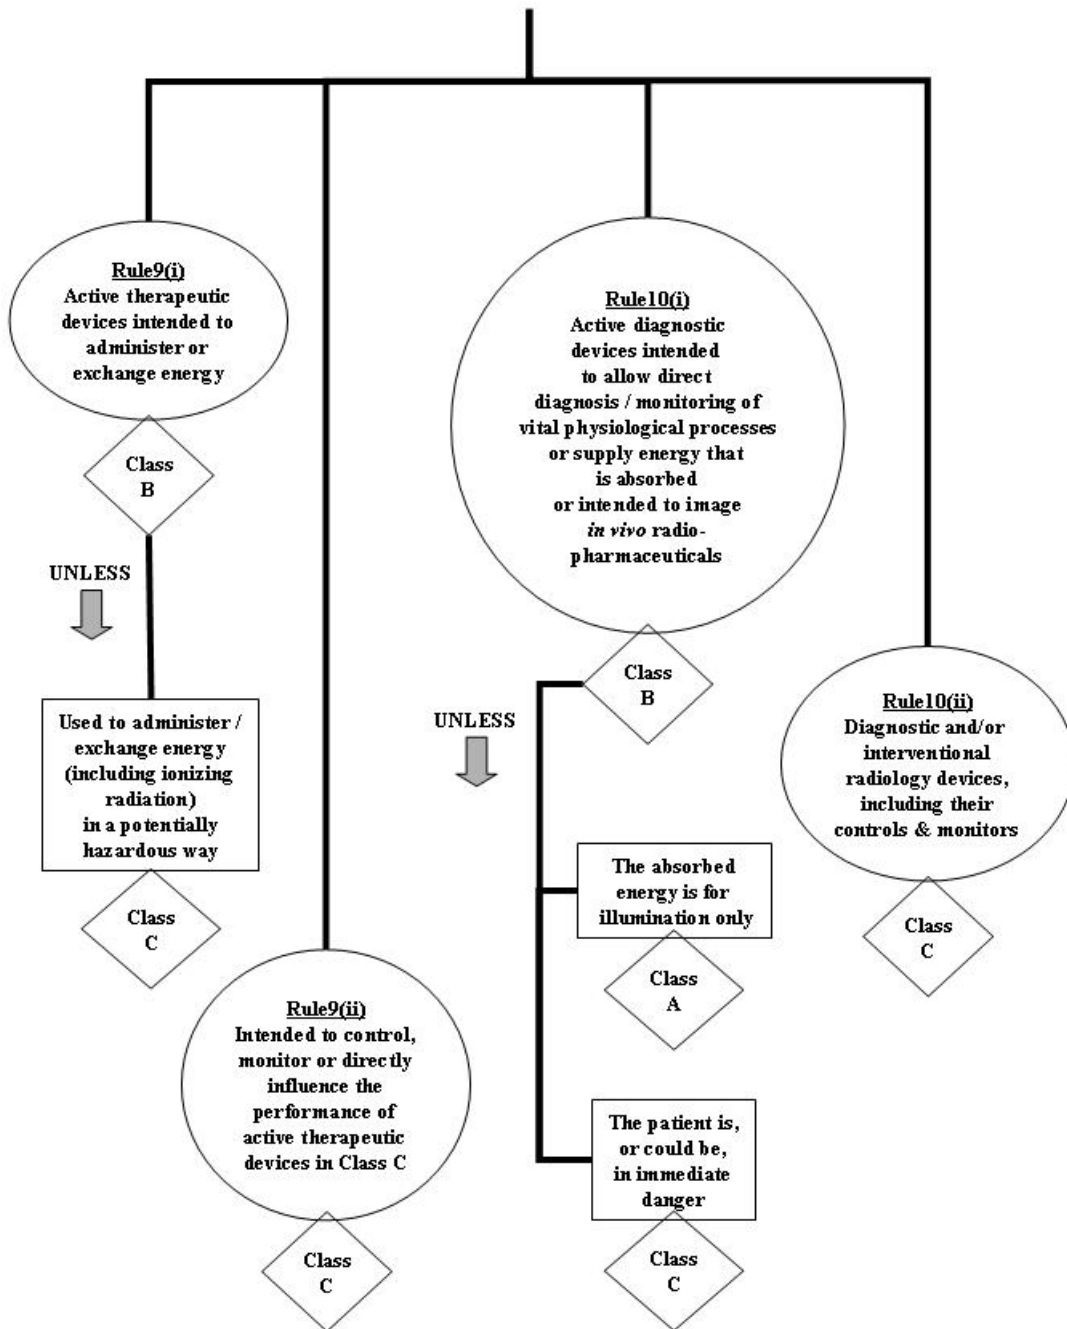 Rule9(i)
Active therapeutic
devices intended to
administer or
exchange energy
Class
B
UNLESS
Used to administer /
exchange energy
(including ionizing
radiation)
in a potentially
hazardous way
Class
C
Rule9(ii)
Intended to control,
monitor or directly
influence the
performance of
active therapeutic
devices in Class C
Class
C
Rule10(i)
Active diagnostic
devices intended
to allow direct
diagnosis / monitoring of
vital physiological processes
or supply energy that
is absorbed
or intended to image
in vivo radio-
pharmaceuticals
Class
B
UNLESS
The absorbed
energy is for
illumination only
Class
A
The patient is,
or could be,
in immediate
danger
Class
C
Rule10(ii)
Diagnostic and/or
interventional
radiology devices,
including their
controls & monitors
Class
C